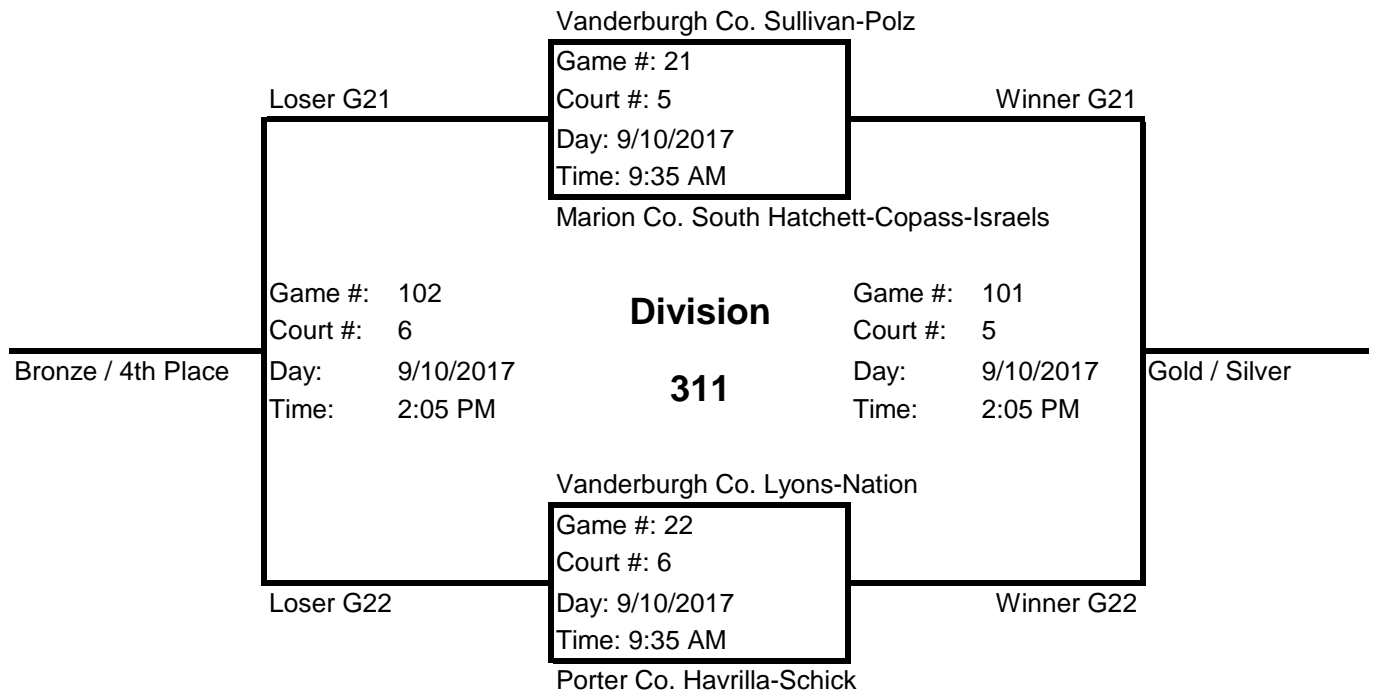 Vanderburgh Co. Sullivan-Polz
Game #: 21
Loser G21 Court #: 5 Winner G21
Day: 9/10/2017
Time: 9:35 AM
Marion Co. South Hatchett-Copass-Israels
Game #: 102
Court #: 6
Day: 9/10/2017
Time: 2:05 PM
Bronze / 4th Place
Division
311
Game #: 101
Court #: 5
Day: 9/10/2017
Time: 2:05 PM
Gold / Silver
Vanderburgh Co. Lyons-Nation
Game #: 22
Court #: 6
Loser G22 Day: 9/10/2017 Winner G22
Time: 9:35 AM
Porter Co. Havrilla-Schick